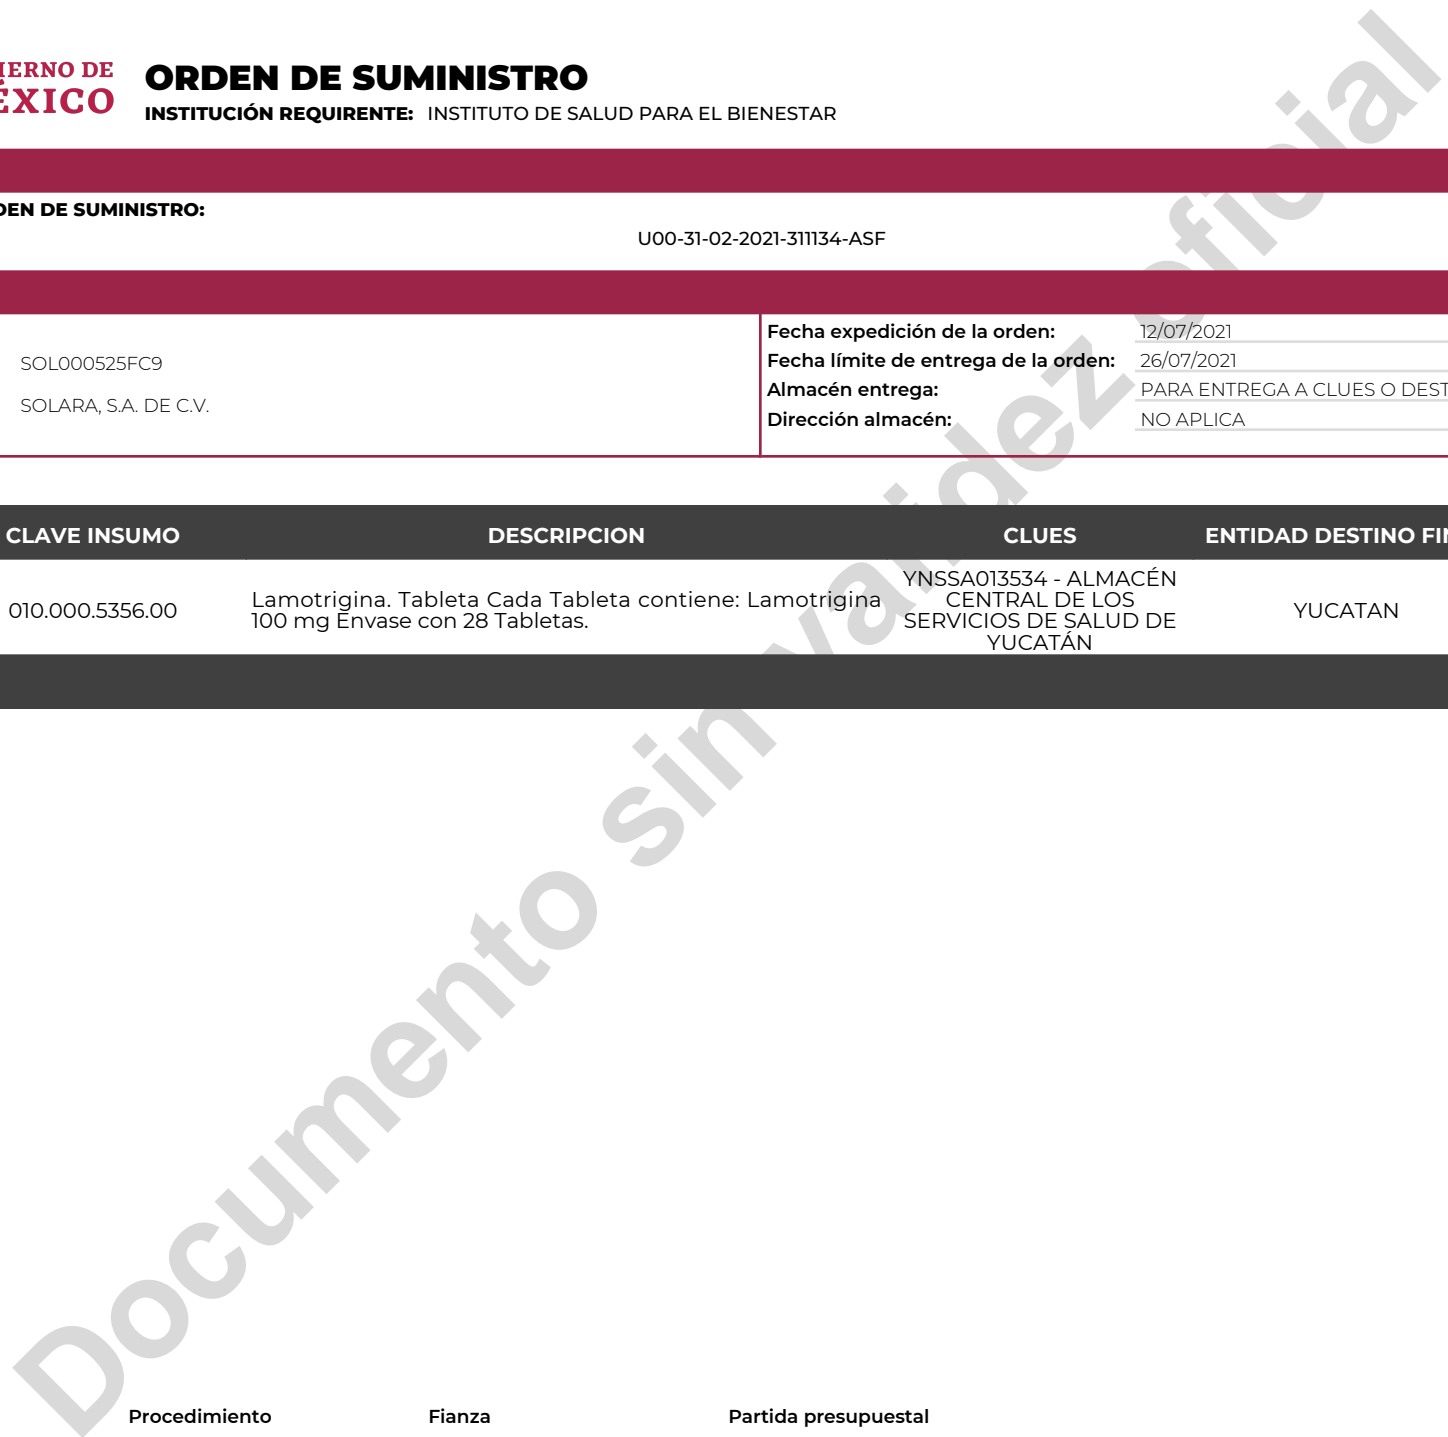 IERNO DE
ÉXICO
ORDEN DE SUMINISTRO
INSTITUCIÓN REQUIRENTE: INSTITUTO DE SALUD PARA EL BIENESTAR
DEN DE SUMINISTRO:
U00-31-02-2021-311134-ASF
SOL000525FC9
SOLARA, S.A. DE C.V.
Fecha expedición de la orden: 12/07/2021
Fecha límite de entrega de la orden: 26/07/2021
Almacén entrega: PARA ENTREGA A CLUES O DEST
Dirección almacén: NO APLICA
CLAVE INSUMO DESCRIPCION CLUES ENTIDAD DESTINO FIN
010.000.5356.00
Lamotrigina. Tableta Cada Tableta contiene: Lamotrigina
100 mg Envase con 28 Tabletas.
YNSSA013534 - ALMACÉN
CENTRAL DE LOS
SERVICIOS DE SALUD DE
YUCATÁN
YUCATAN
Documento sin validez oficial
Procedimiento Fianza Partida presupuestal